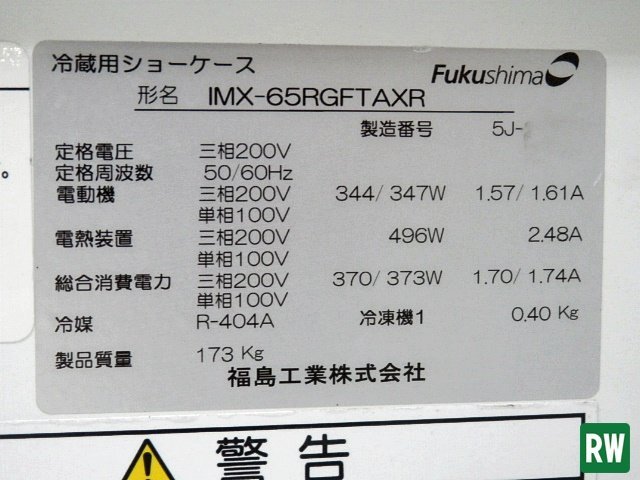 冷蔵用ショーケース Fukushima
形名 IMX-65RGFTAXR
製造番号 5J-
定格電圧 三相200V
定格周波数 50/60Hz
電動機 三相200V 344/347W 1.57/1.61A
単相100V
電熱装置 三相200V 496W 2.48A
単相100V
総合消費電力 三相200V 370/373W 1.70/1.74A
単相100V
冷媒 R-404A 冷凍機1 0.40 Kg
製品質量 173 Kg
福島工業株式会社
。
警告
RW